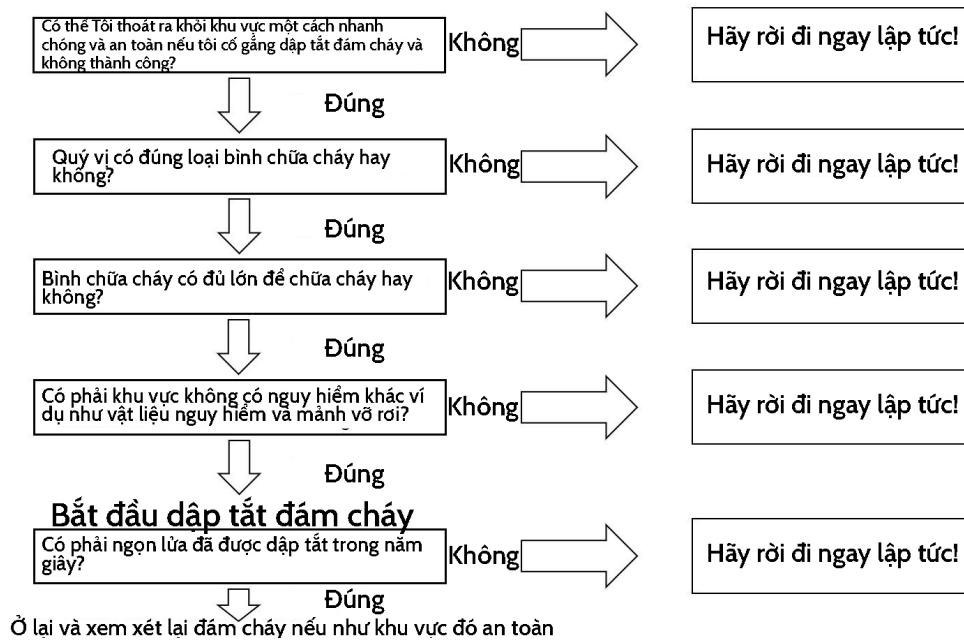 Có thể Tôi thoát ra khỏi khu vực một cách nhanh
chóng và an toàn nếu tôi cố gắng dập tắt đám cháy và
không thành công?
Không
Hãy rời đi ngay lập tức!
Đúng
Quý vị có đúng loại bình chữa cháy hay
không?
Không
Hãy rời đi ngay lập tức!
Đúng
Bình chữa cháy có đủ lớn để chữa cháy hay
không?
Không
Hãy rời đi ngay lập tức!
Đúng
Có phải khu vực không có nguy hiểm khác ví
dụ như vật liệu nguy hiểm và mảnh vỡ rơi?
Không
Hãy rời đi ngay lập tức!
Đúng
Bắt đầu dập tắt đám cháy
Có phải ngọn lửa đã được dập tắt trong năm
giây?
Không
Hãy rời đi ngay lập tức!
Đúng
Ở lại và xem xét lại đám cháy nếu như khu vực đó an toàn